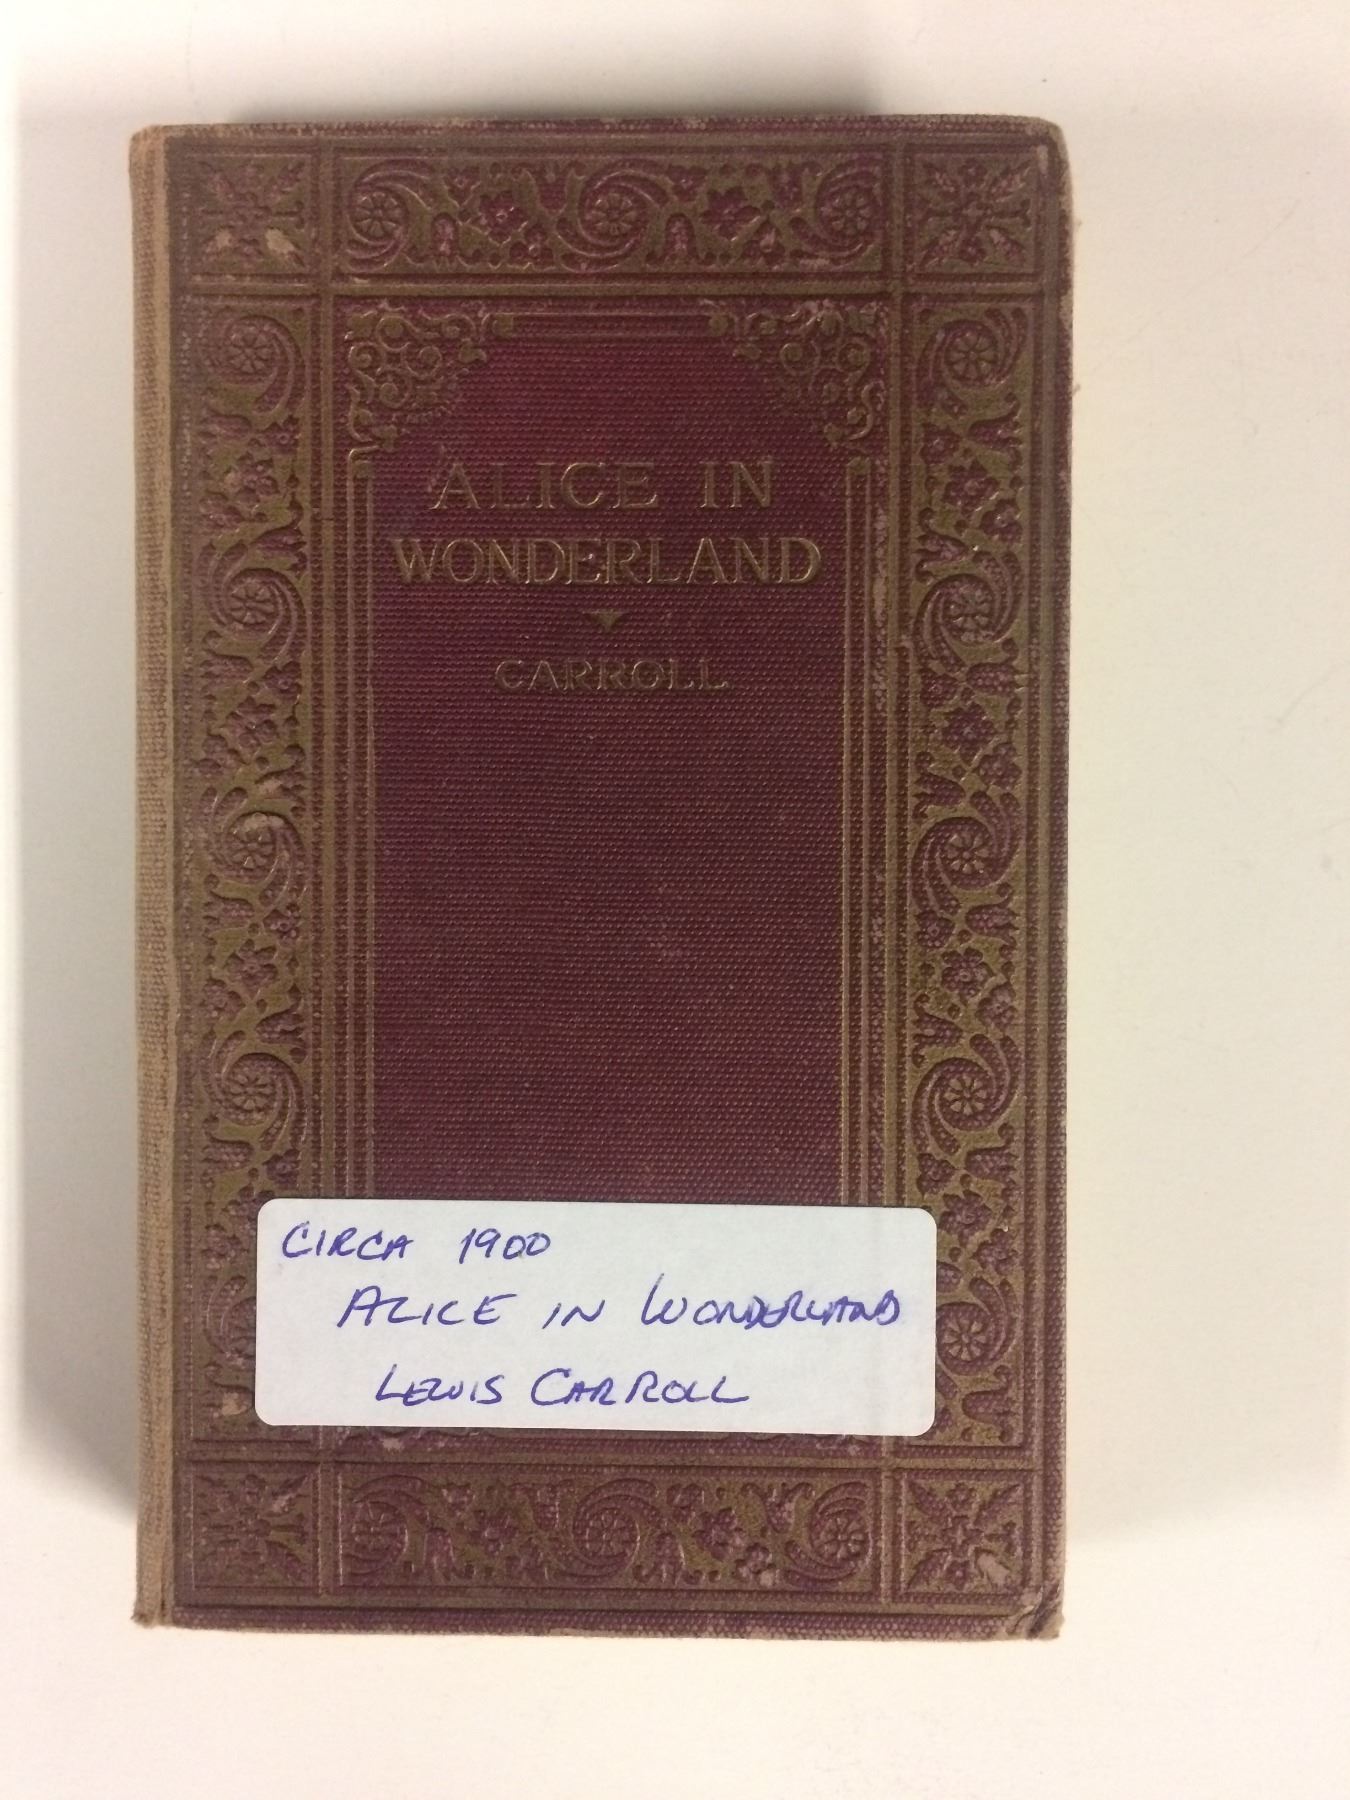 ALICE IN
WONDERLAND
CARROLL
CIRCA 1900
ALICE IN WONDERLAND
LEWIS CARROLL